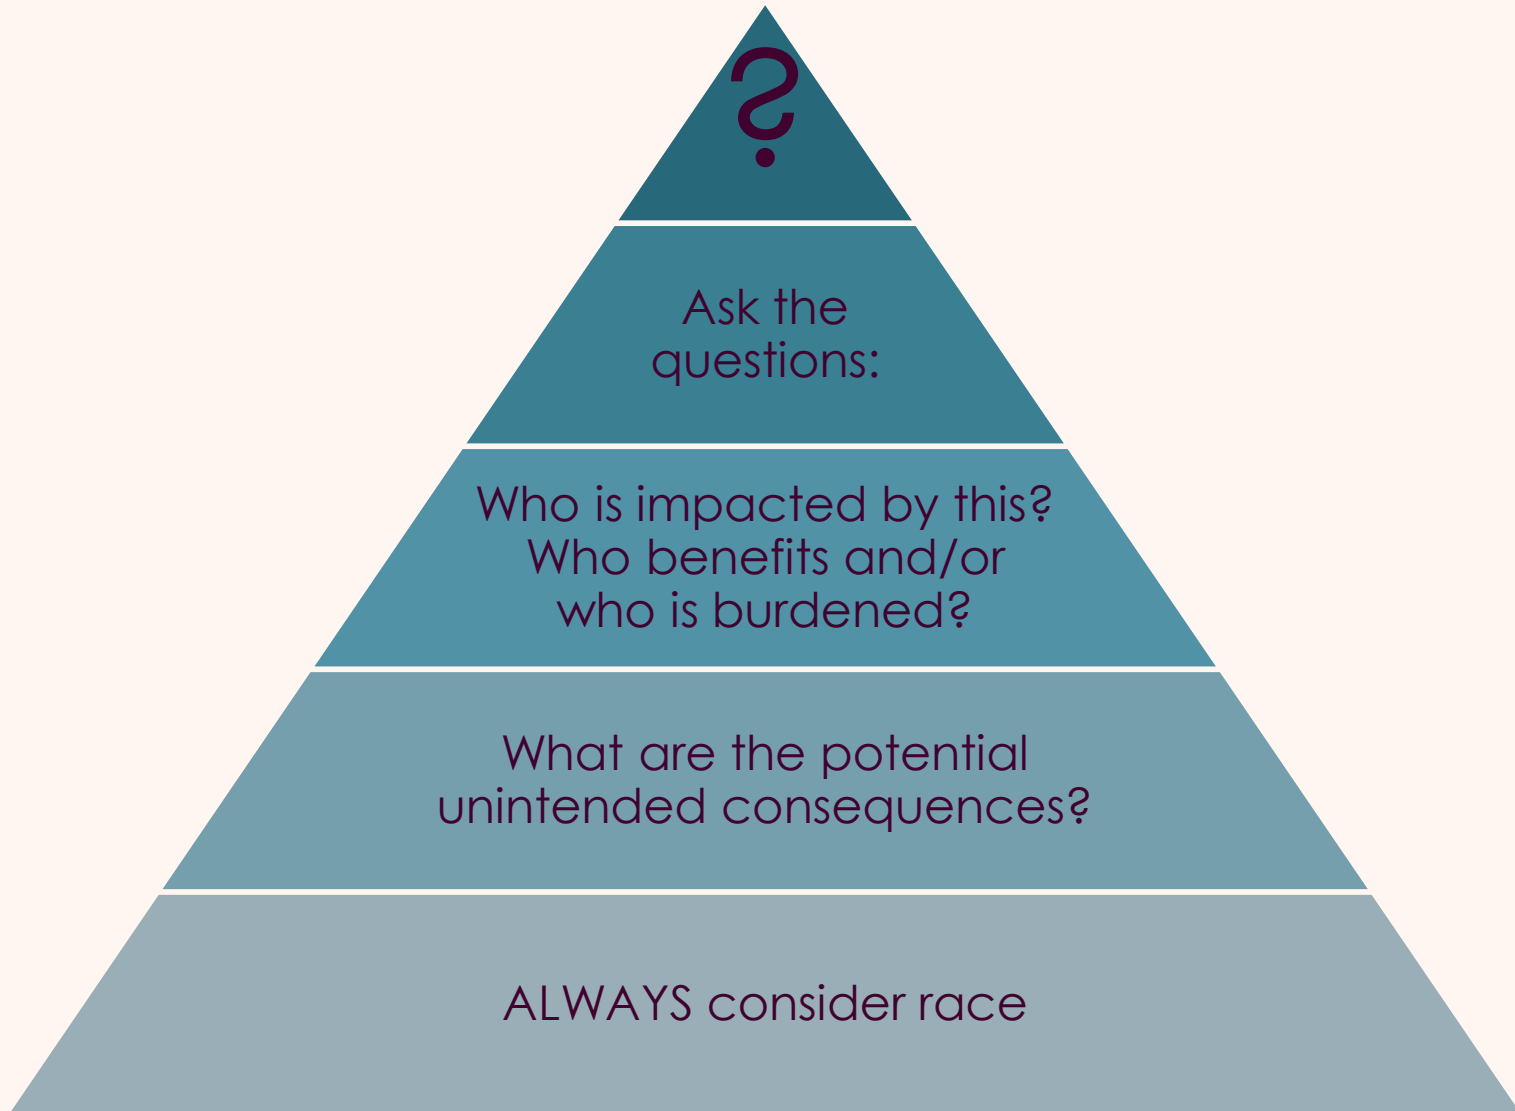 ?
Ask the
questions:
Who is impacted by this?
Who benefits and/or
who is burdened?
What are the potential
unintended consequences?
ALWAYS consider race